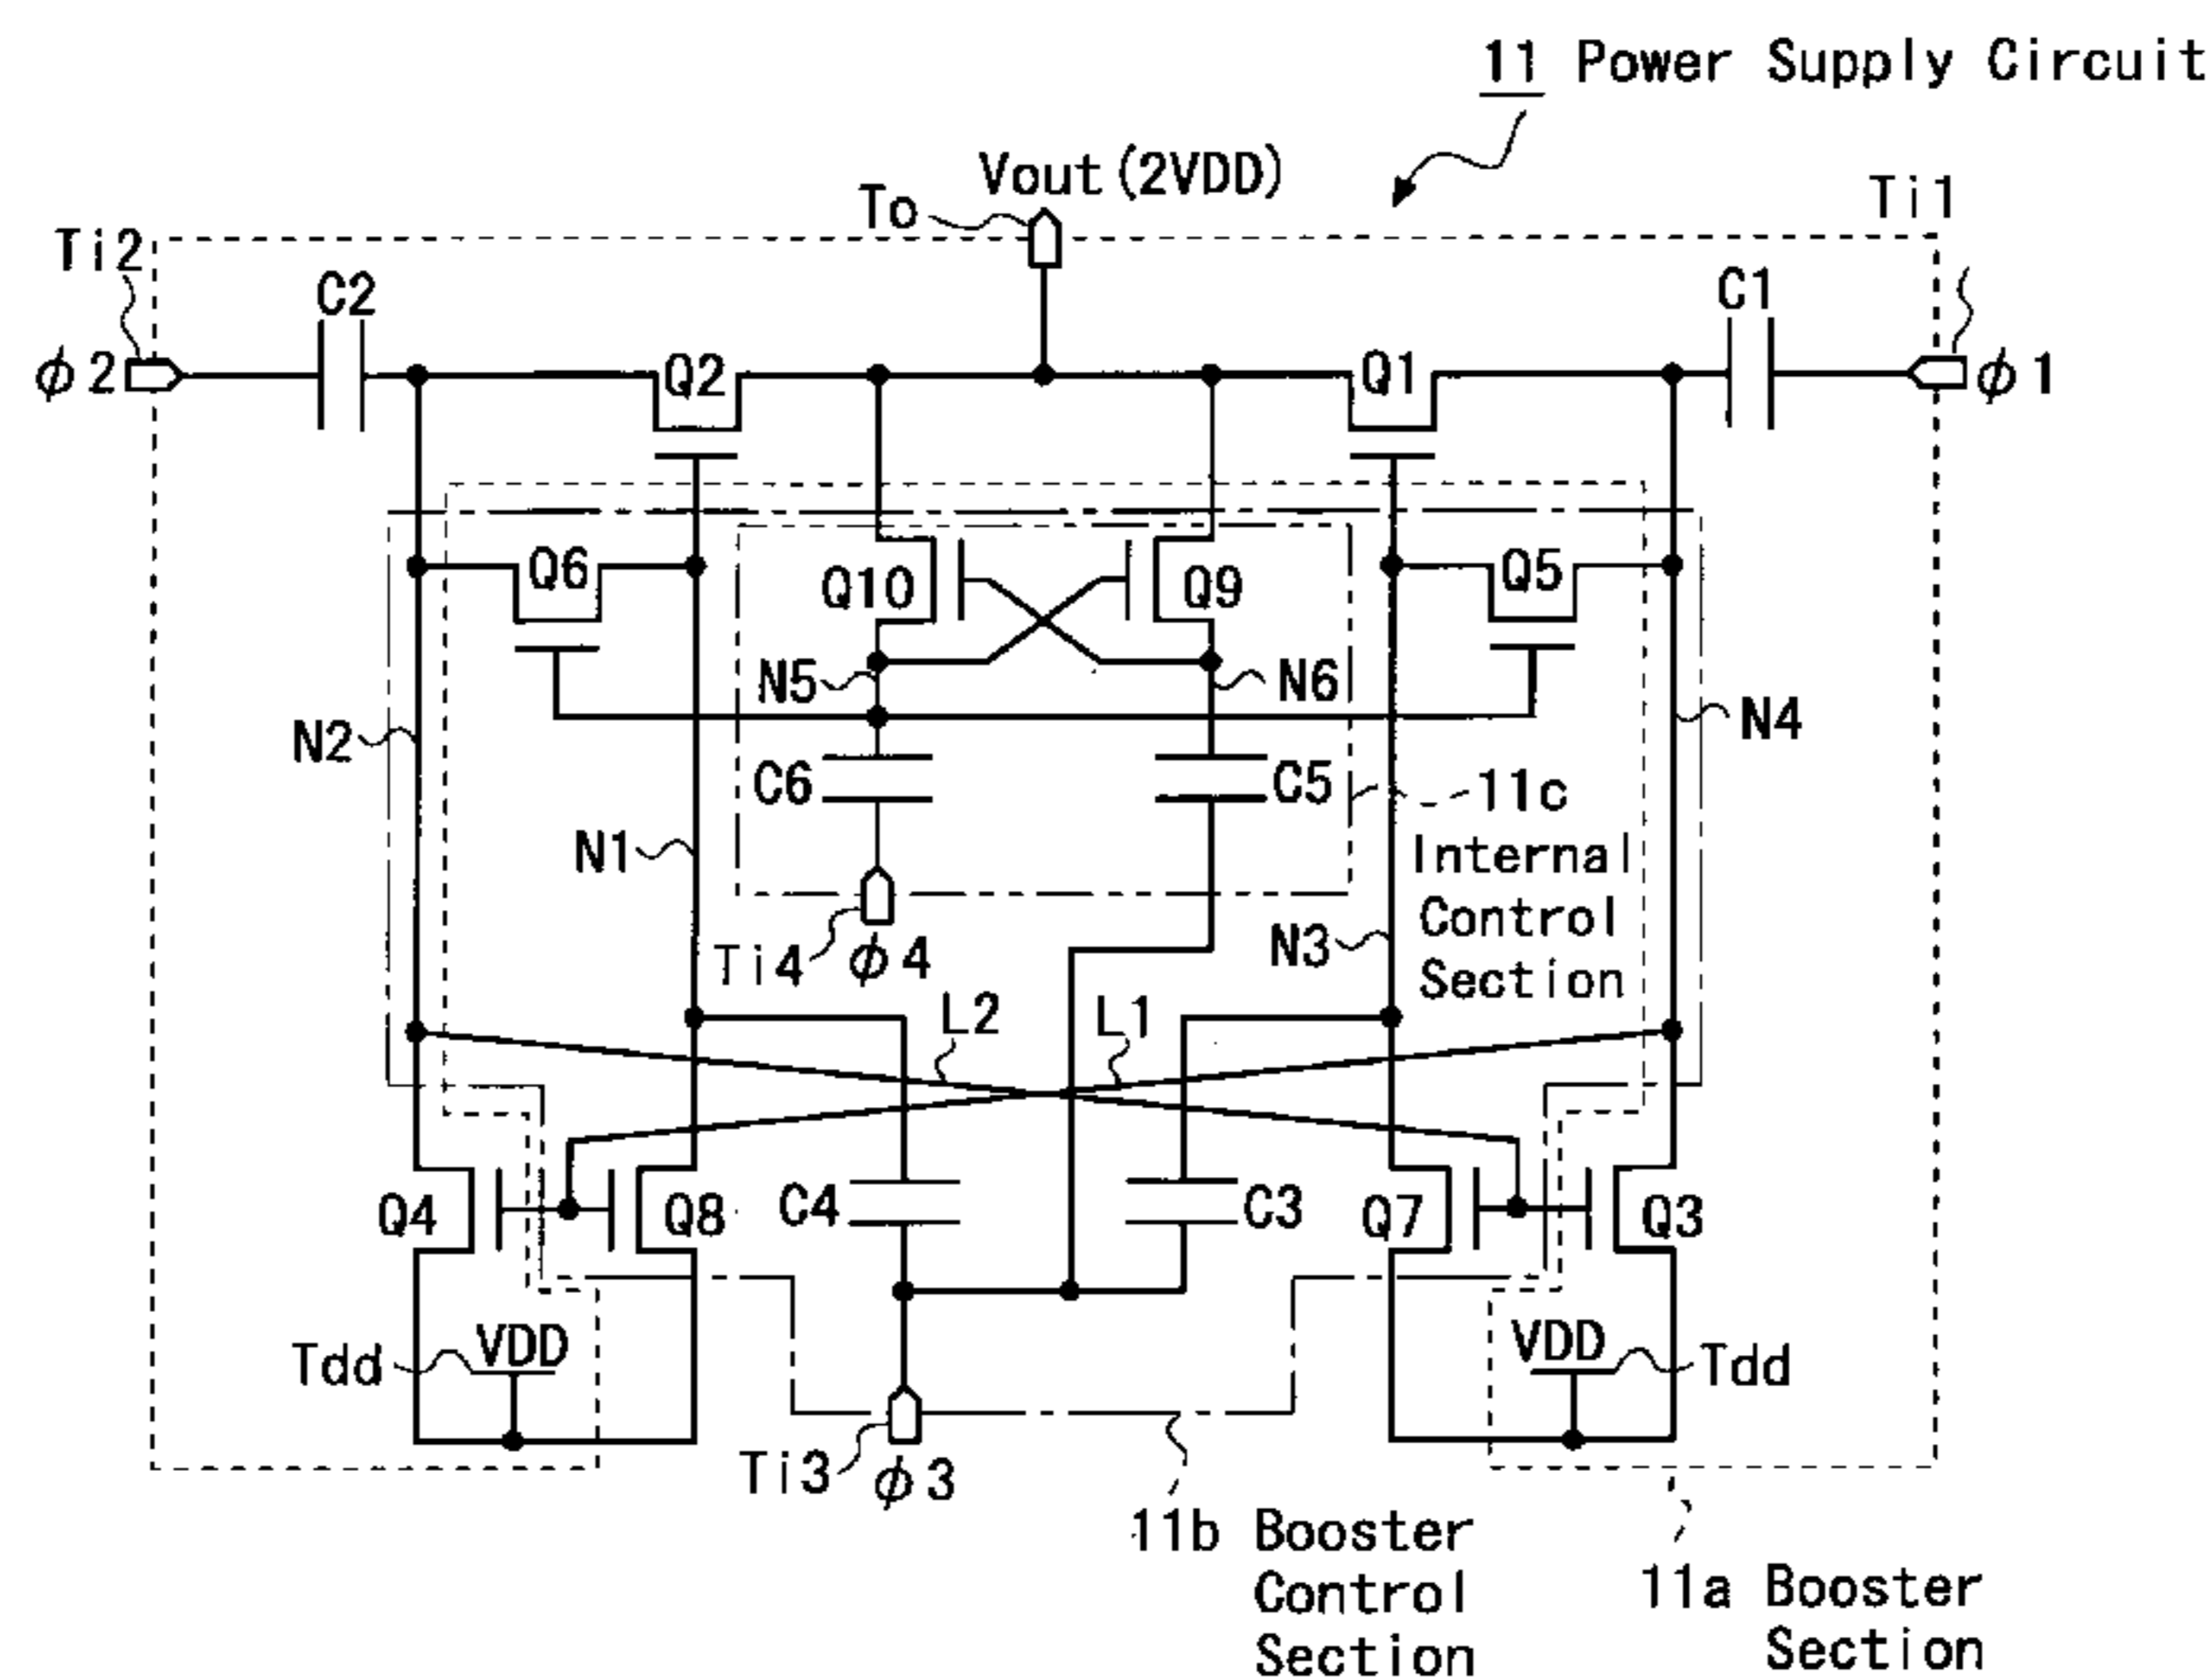 11 Power Supply Circuit
Vout(2VDD)
To
Ti1
Ti2
C2
C1
ϕ2
Q2
Q1
ϕ1
Q6
Q10
Q9
Q5
N5
N6
N2
N4
C6
C5
11c
Internal
Control
Section
N1
N3
Ti4
ϕ4
L2
L1
Q4
Q8
C4
C3
Q7
Q3
Tdd
VDD
VDD
Tdd
Ti3
ϕ3
11b Booster
Control
Section
11a Booster
Section